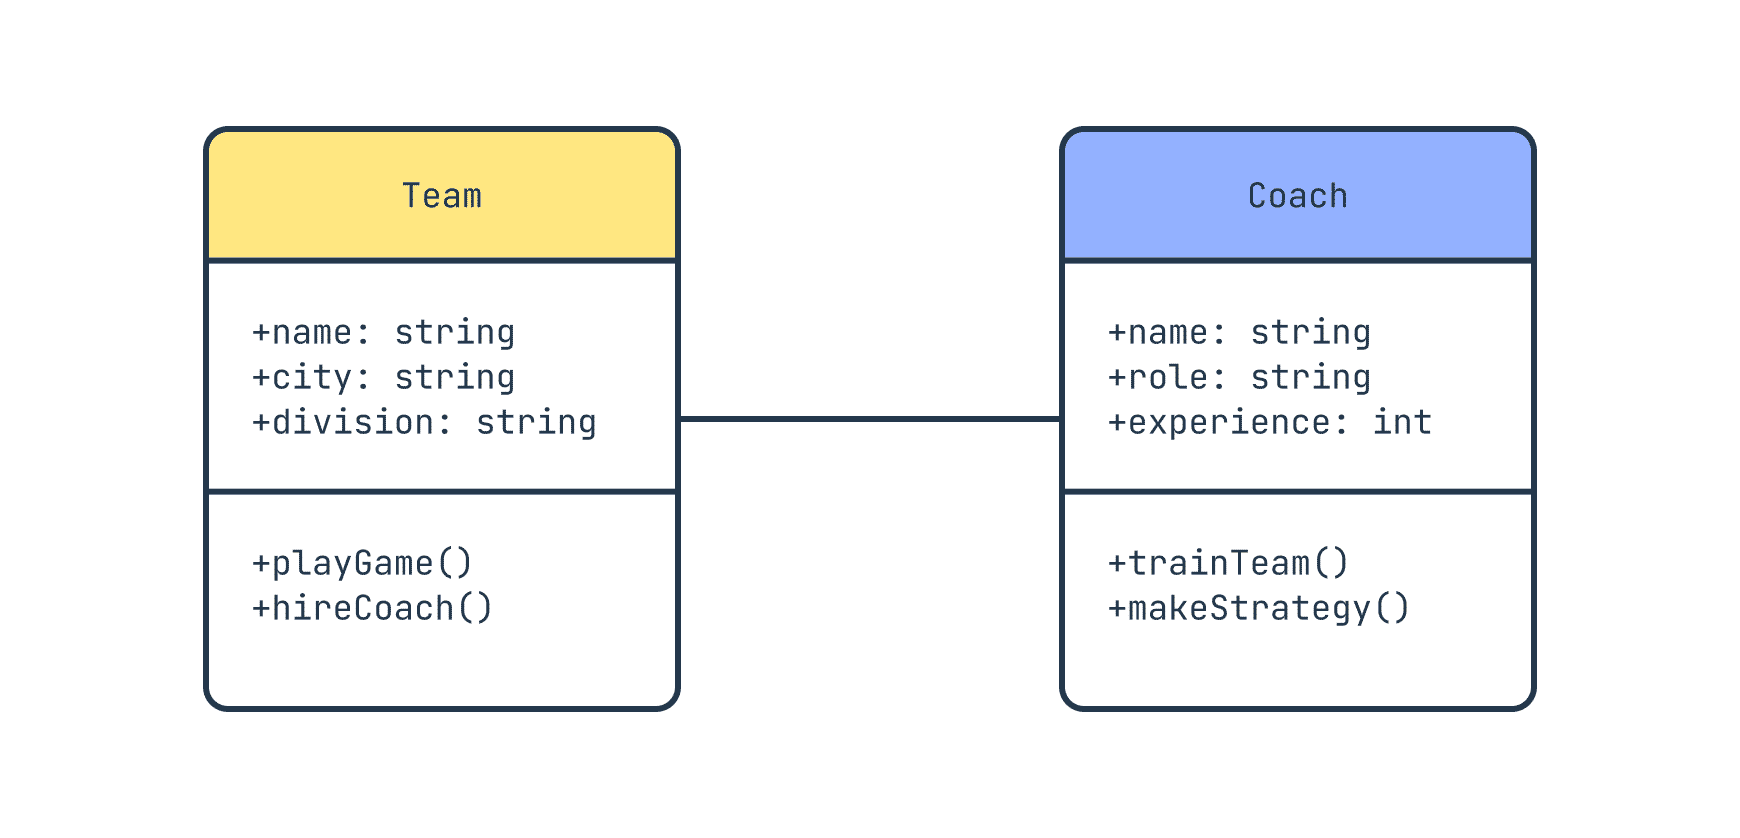 Team
+name: string
+city: string
+division: string
+playGame()
+hireCoach()
Coach
+name: string
+role: string
+experience: int
+trainTeam()
+makeStrategy()